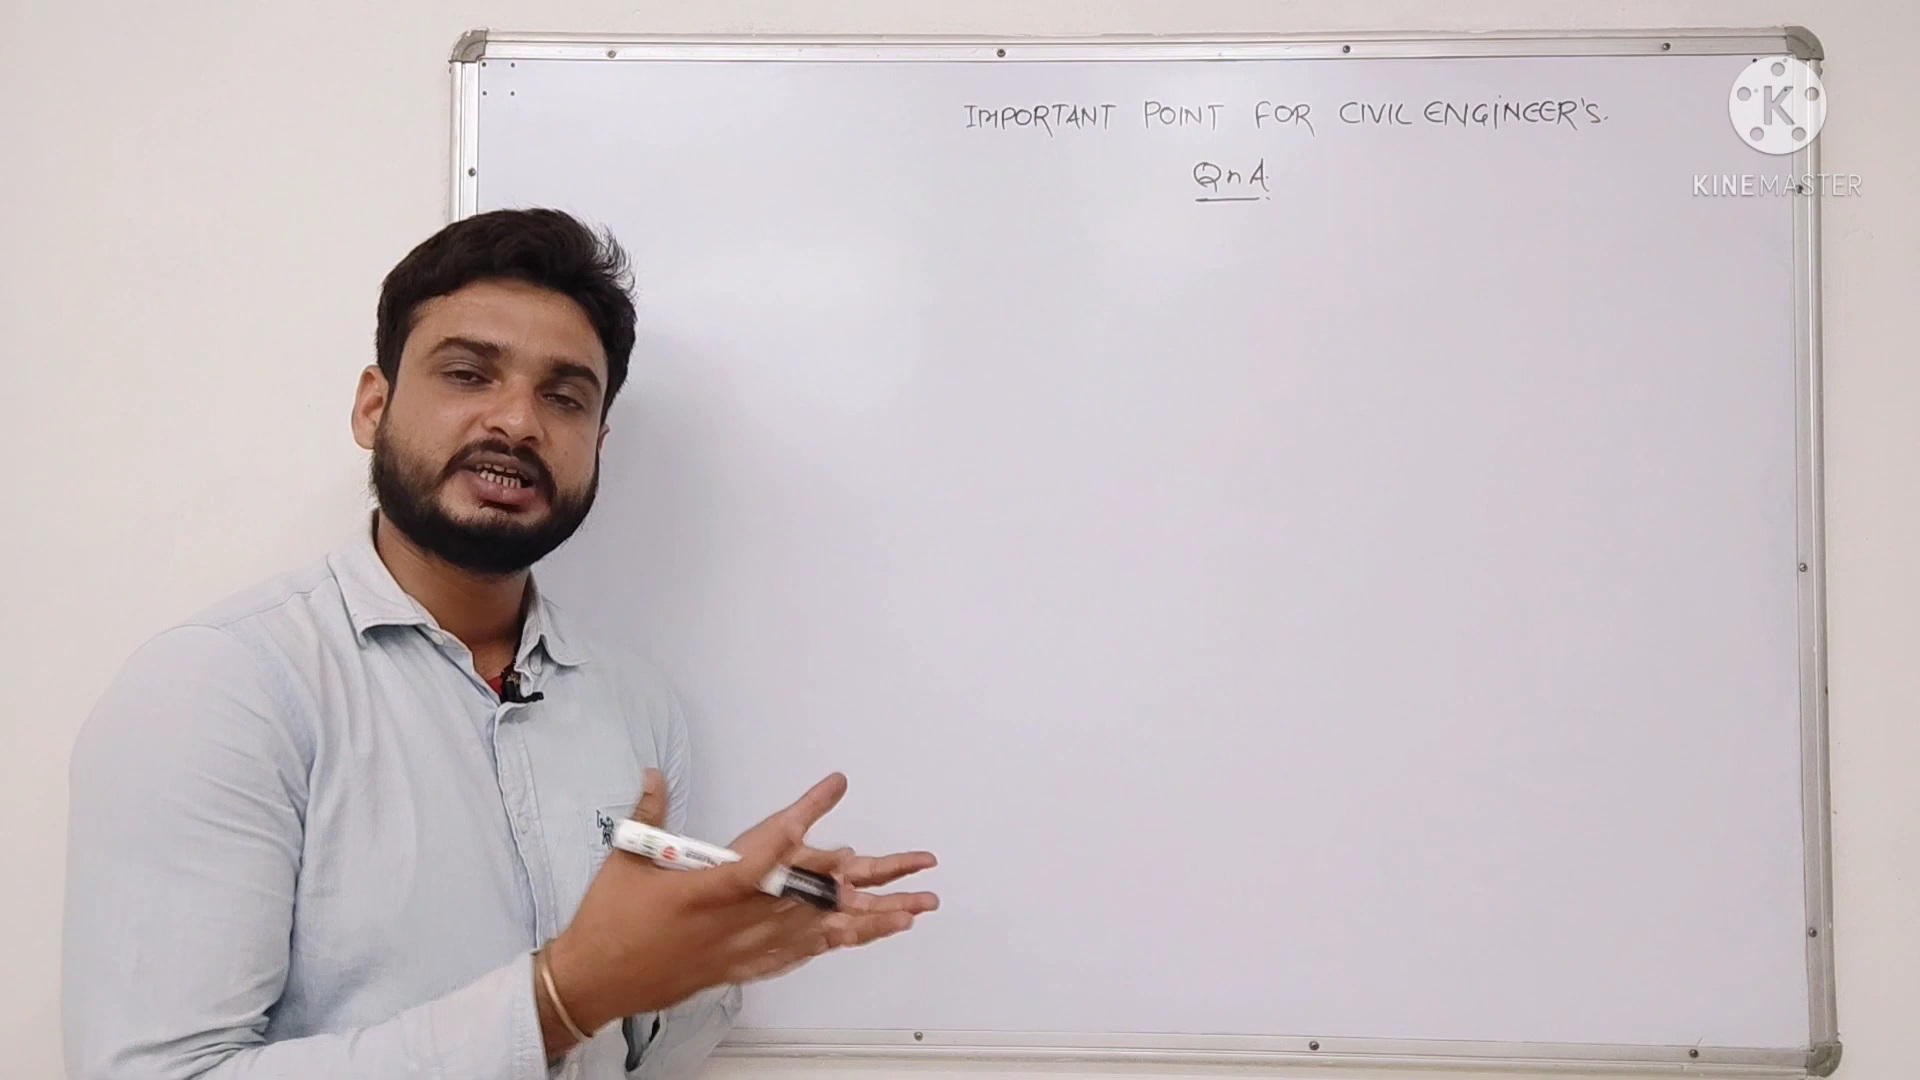 IMPORTANT POINT FOR CIVIL ENGINEER'S.
QnA.
K
KINEMASTER